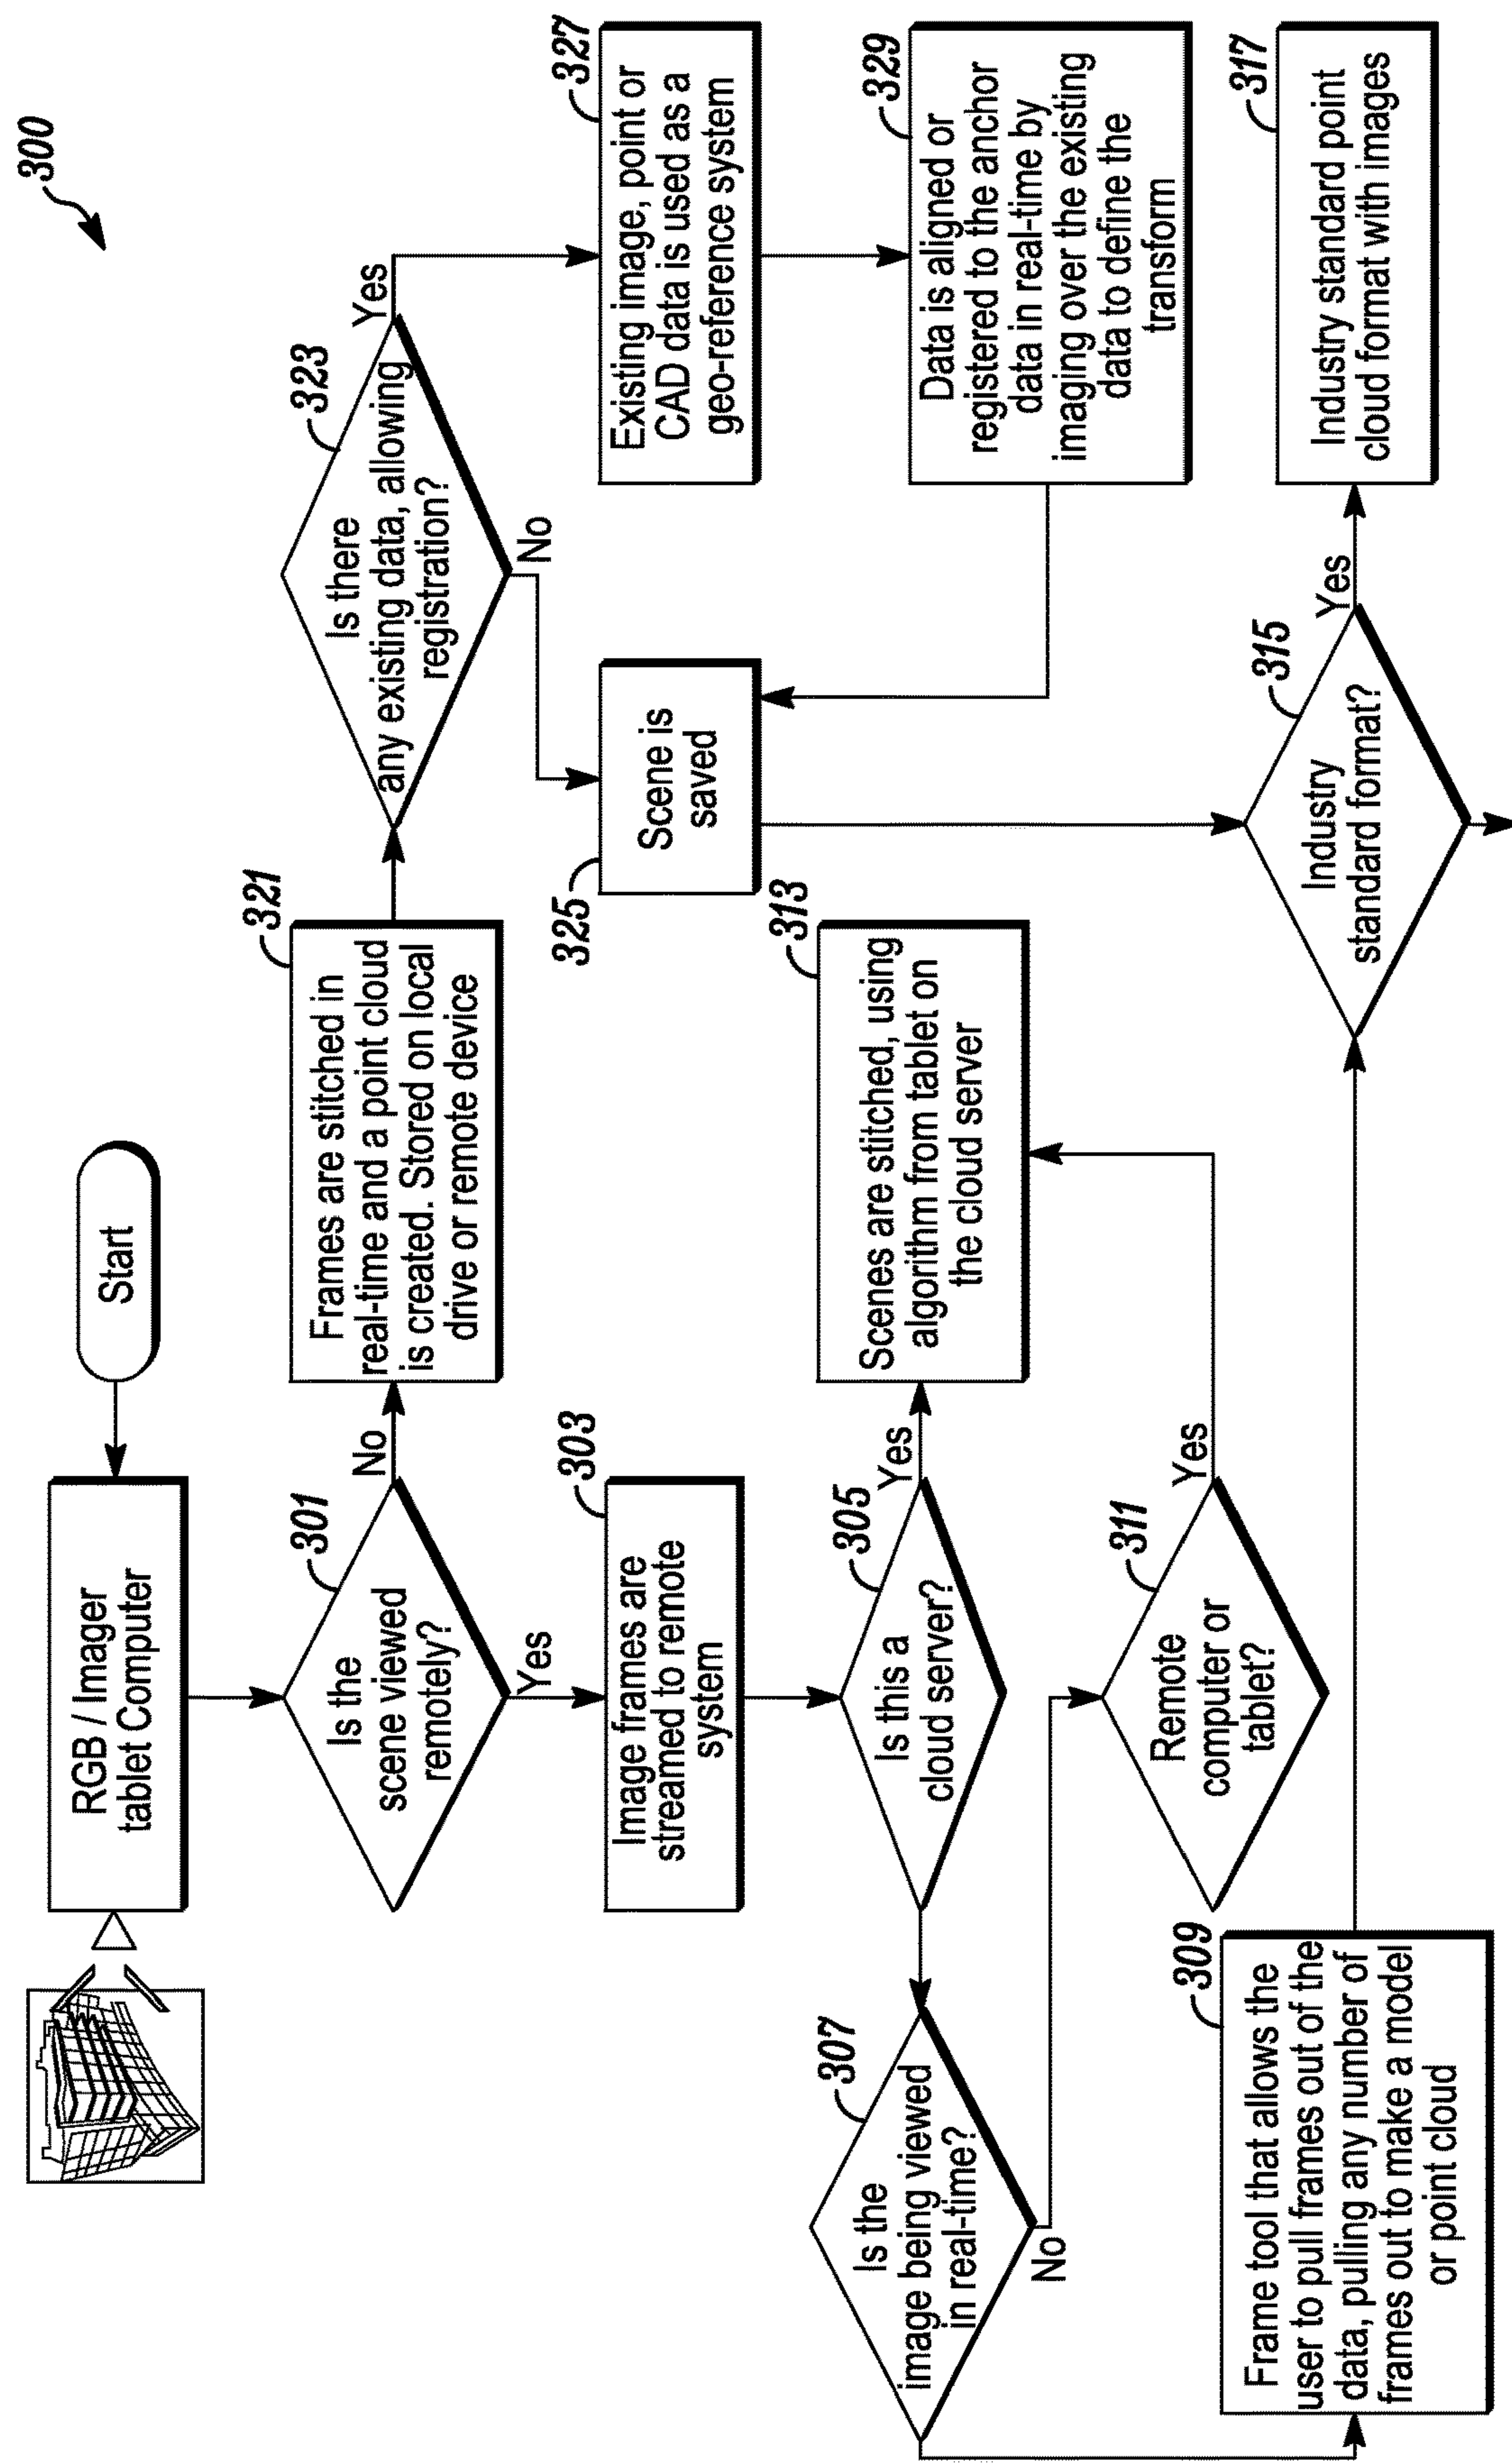 300
Start
RGB / Imager
tablet Computer
301
Is the
scene viewed
remotely?
No
Yes
321
Frames are stitched in
real-time and a point cloud
is created. Stored on local
drive or remote device
323
Is there
any existing data, allowing
registration?
Yes
No
303
Image frames are
streamed to remote
system
325
Scene is
saved
327
Existing image, point or
CAD data is used as a
geo-reference system
307
Is the
image being viewed
in real-time?
No
305
Is this a
cloud server?
Yes
313
Scenes are stitched, using
algorithm from tablet on
the cloud server
329
Data is aligned or
registered to the anchor
data in real-time by
imaging over the existing
data to define the
transform
311
Remote
computer or
tablet?
Yes
309
Frame tool that allows the
user to pull frames out of the
data, pulling any number of
frames out to make a model
or point cloud
315
Industry
standard format?
Yes
317
Industry standard point
cloud format with images